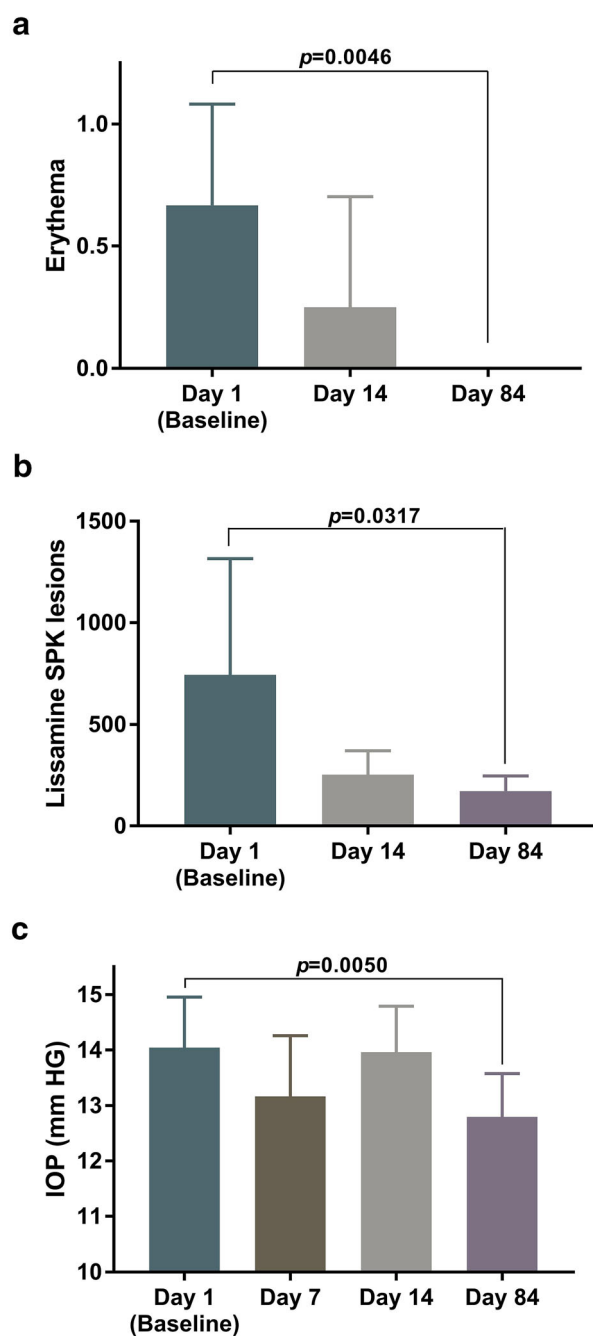 a
p=0.0046
Erythema
1.0
0.5
0.0
Day 1
(Baseline)
Day 14
Day 84
b
p=0.0317
Lissamine SPK lesions
1500
1000
500
0
Day 1
(Baseline)
Day 14
Day 84
c
p=0.0050
IOP (mm HG)
15
14
13
12
11
10
Day 1
(Baseline)
Day 7
Day 14
Day 84